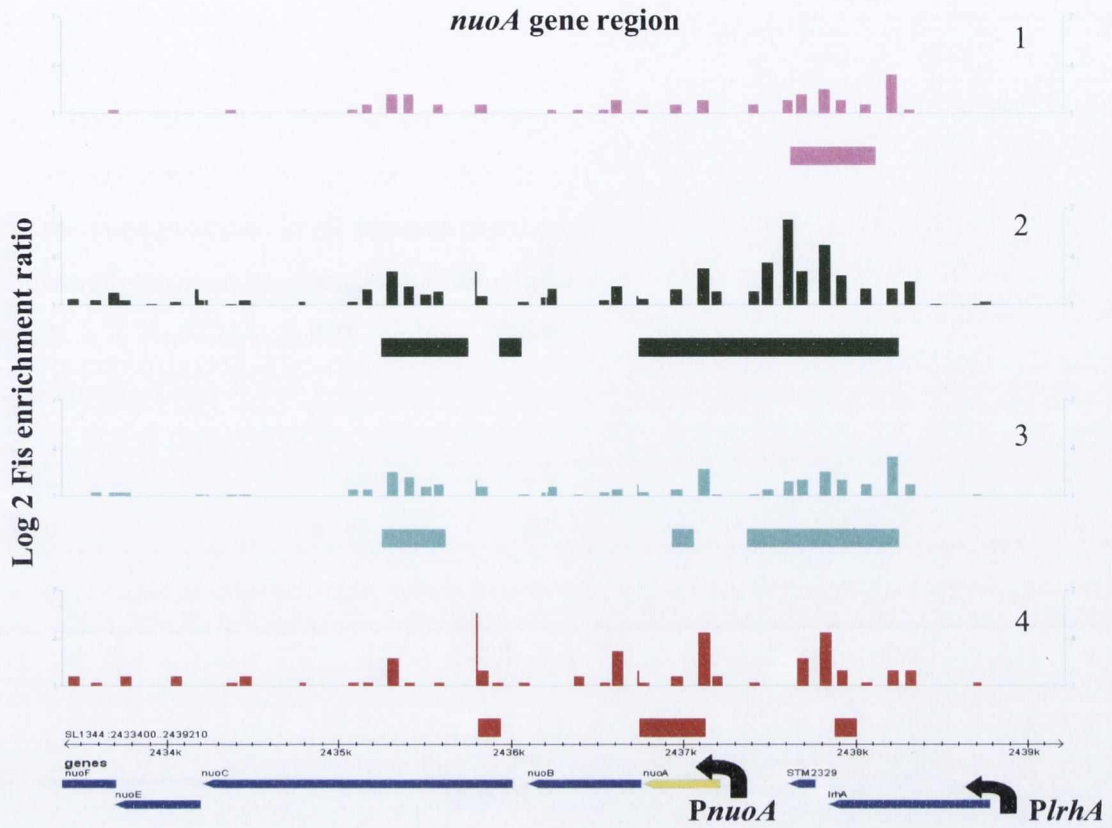 nuoA gene region
1
2
3
4
Log 2 Fis enrichment ratio
SL1344:2433400..2439210
2434k 2435k 2436k 2437k 2438k 2439k
genes
nuoF nuoC nuoB nuoA STM2329
nuoE lrhA
PnuoA PlrhA